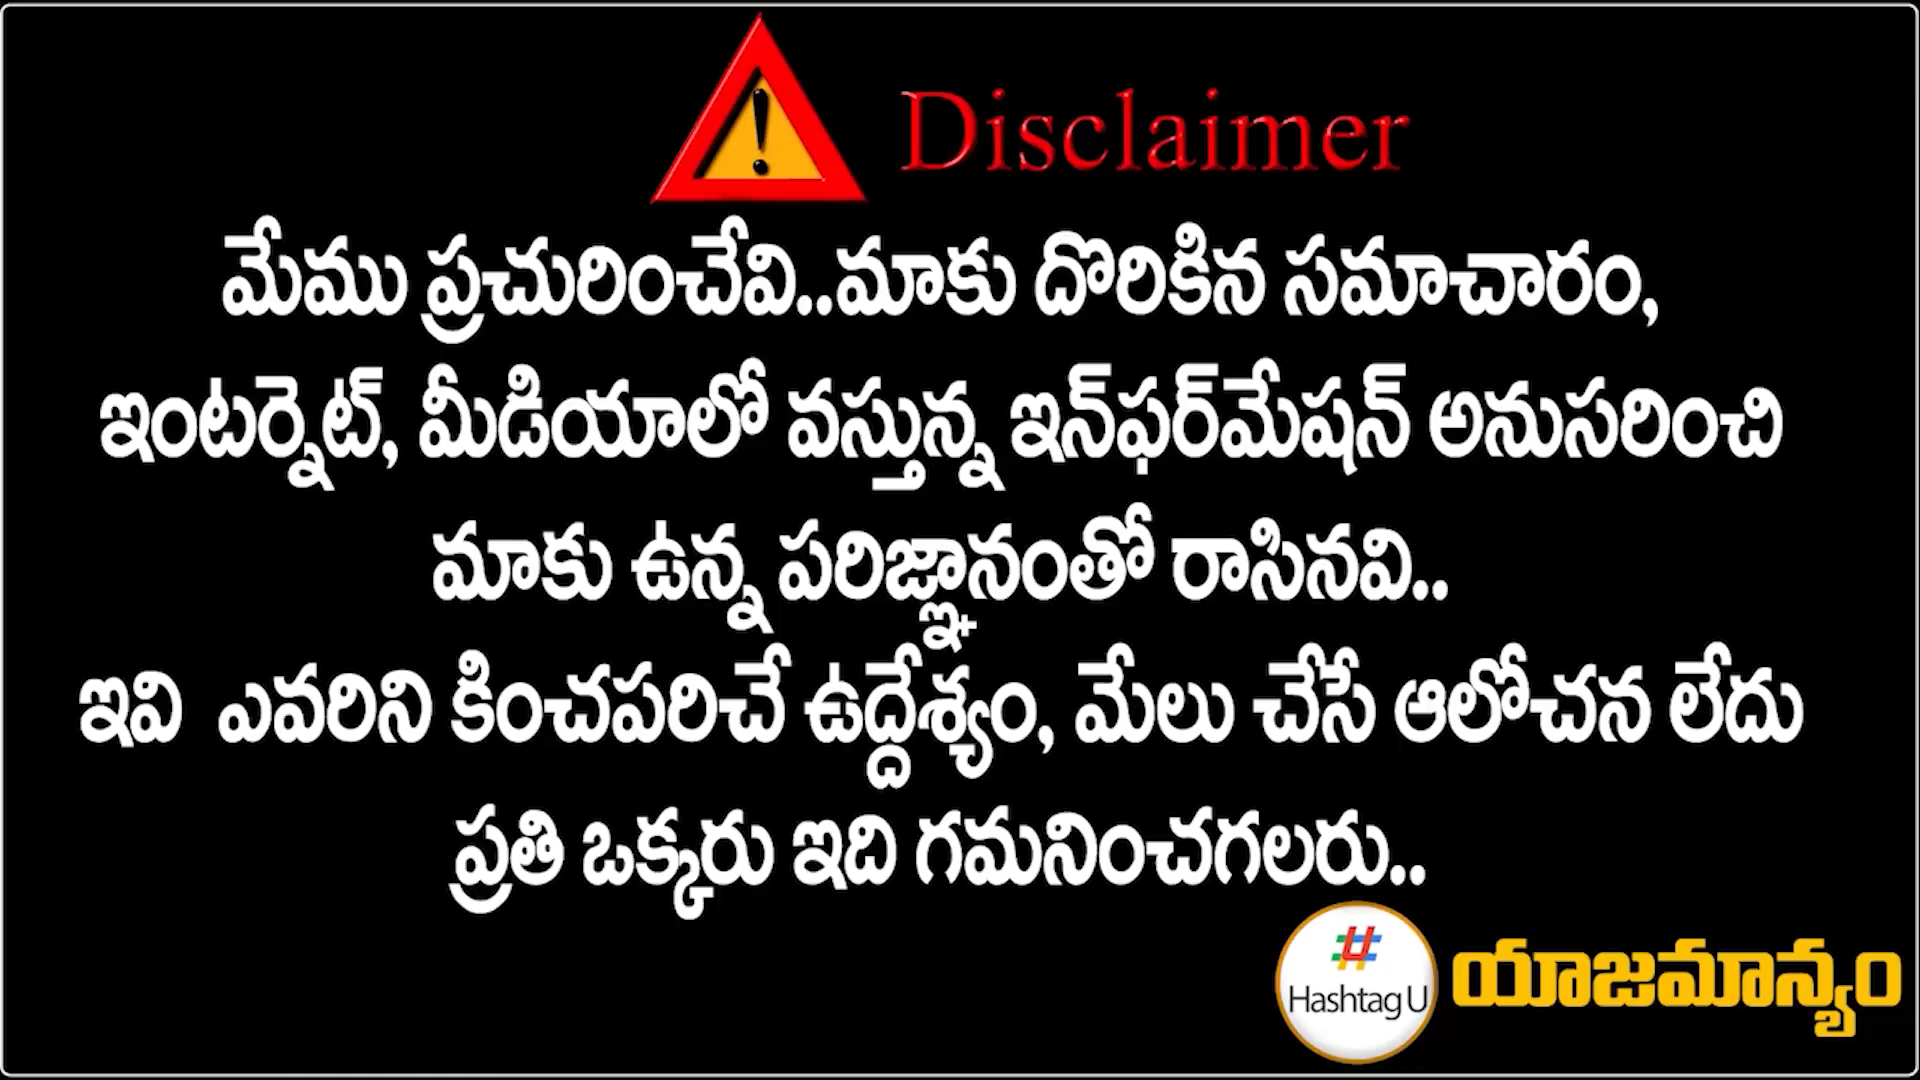 Disclaimer
మేము ప్రచురించేవి..మాకు దొరికిన సమాచారం,
ఇంటర్నెట్, మీడియాలో వస్తున్న ఇన్‌ఫర్‌మేషన్ అనుసరించి
మాకు ఉన్న పరిజ్ఞానంతో రాసినవి..
ఇవి ఎవరిని కించపరిచే ఉద్దేశ్యం, మేలు చేసే ఆలోచన లేదు
ప్రతి ఒక్కరు ఇది గమనించగలరు..
#
Hashtag U
యాజమాన్యం